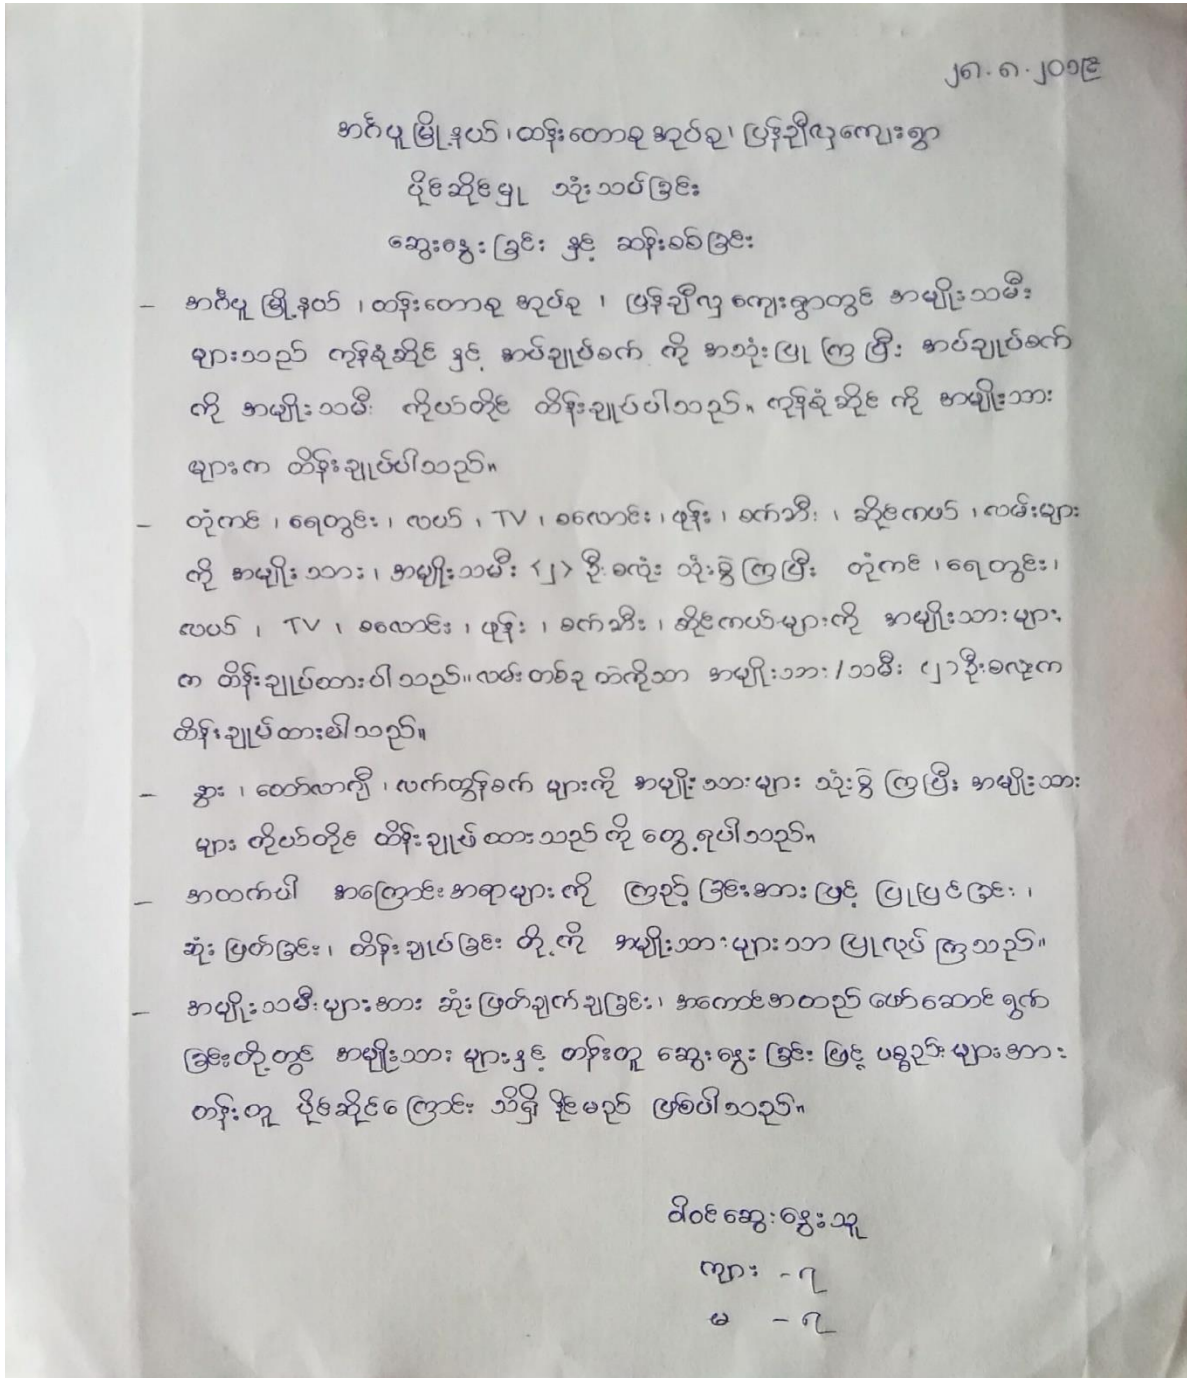 ၂၈.၈.၂၀၁၉
အင်္ဂပူမြို့နယ်၊ ထန်းတောစုအုပ်စု၊ ပြန်ချီလှကျေးရွာ
ပိုင်ဆိုင်မှု သုံးသပ်ခြင်း
ဆွေးနွေးခြင်း နှင့် ဆန်းစစ်ခြင်း
- အင်္ဂပူမြို့နယ်၊ ထန်းတောစုအုပ်စု၊ ပြန်ချီလှကျေးရွာတွင် အမျိုးသမီး
များသည် ကုန်စုံဆိုင် နှင့် အပ်ချုပ်စက် ကို အသုံးပြုကြပြီး အပ်ချုပ်စက်
ကို အမျိုးသမီး ကိုယ်တိုင် ထိန်းချုပ်ပါသည်။ ကုန်စုံဆိုင် ကို အမျိုးသား
များက ထိန်းချုပ်ပါသည်။
- တုံကင်၊ ရေတွင်း၊ လယ်၊ TV၊ စလောင်း၊ ဖုန်း၊ စက်ဘီး၊ ဆိုင်ကယ်၊ လမ်းများ
ကို အမျိုးသား၊ အမျိုးသမီး <၂> ဦးစလုံး သုံးစွဲကြပြီး တုံကင်၊ ရေတွင်း၊
လယ်၊ TV၊ စလောင်း၊ ဖုန်း၊ စက်ဘီး၊ ဆိုင်ကယ်များကို အမျိုးသားများ
က ထိန်းချုပ်ထားပါသည်။ လမ်းတစ်ခုထဲကိုသာ အမျိုးသား/သမီး (၂)ဦးစလုံးက
ထိန်းချုပ်ထားပါသည်။
- နွား၊ ထော်လာဂျီ၊ လက်တွန်စက် များကို အမျိုးသားများ သုံးစွဲကြပြီး အမျိုးသား
များ ကိုယ်တိုင် ထိန်းချုပ်ထားသည်ကို တွေ့ရပါသည်။
- အထက်ပါ အကြောင်းအရာများကို ကြည့်ခြင်းအားဖြင့် ပြုပြင်ခြင်း၊
ဆုံးဖြတ်ခြင်း၊ ထိန်းချုပ်ခြင်း တို့ကို အမျိုးသားများသာ ပြုလုပ်ကြသည်။
- အမျိုးသမီးများအား ဆုံးဖြတ်ချက်ချခြင်း၊ အကောင်အထည်ဖော်ဆောင်ရွက်
ခြင်းတို့တွင် အမျိုးသားများနှင့် တန်းတူ ဆွေးနွေးခြင်းဖြင့် ပစ္စည်းများအား
တန်းတူ ပိုင်ဆိုင်ကြောင်း သိရှိနိုင်မည် ဖြစ်ပါသည်။
ပါဝင်ဆွေးနွေးသူ
ကျား - ၇
မ - ၇